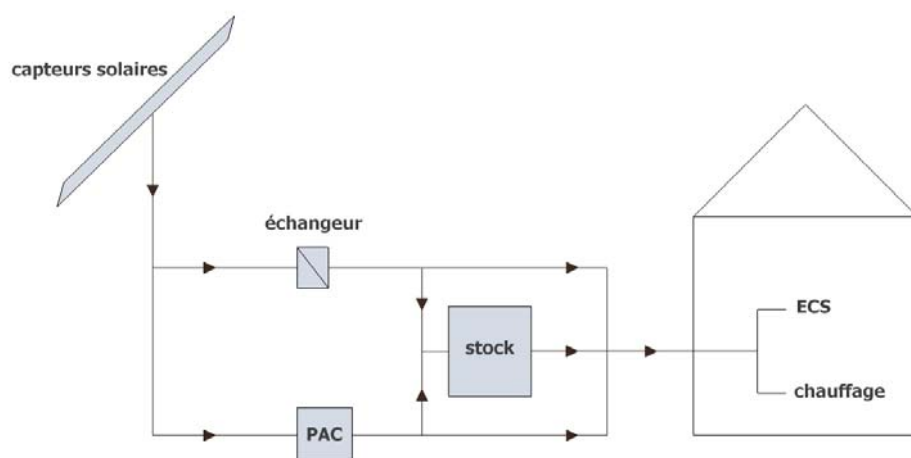 capteurs solaires
échangeur
stock
ECS
chauffage
PAC